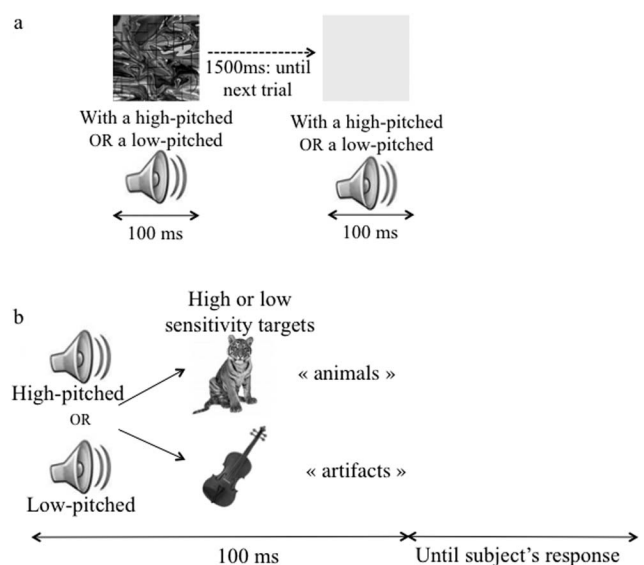 a
1500ms: until
next trial
With a high-pitched
OR a low-pitched
With a high-pitched
OR a low-pitched
100 ms
100 ms
High or low
sensitivity targets
b
« animals »
High-pitched
OR
« artifacts »
Low-pitched
100 ms
Until subject's response